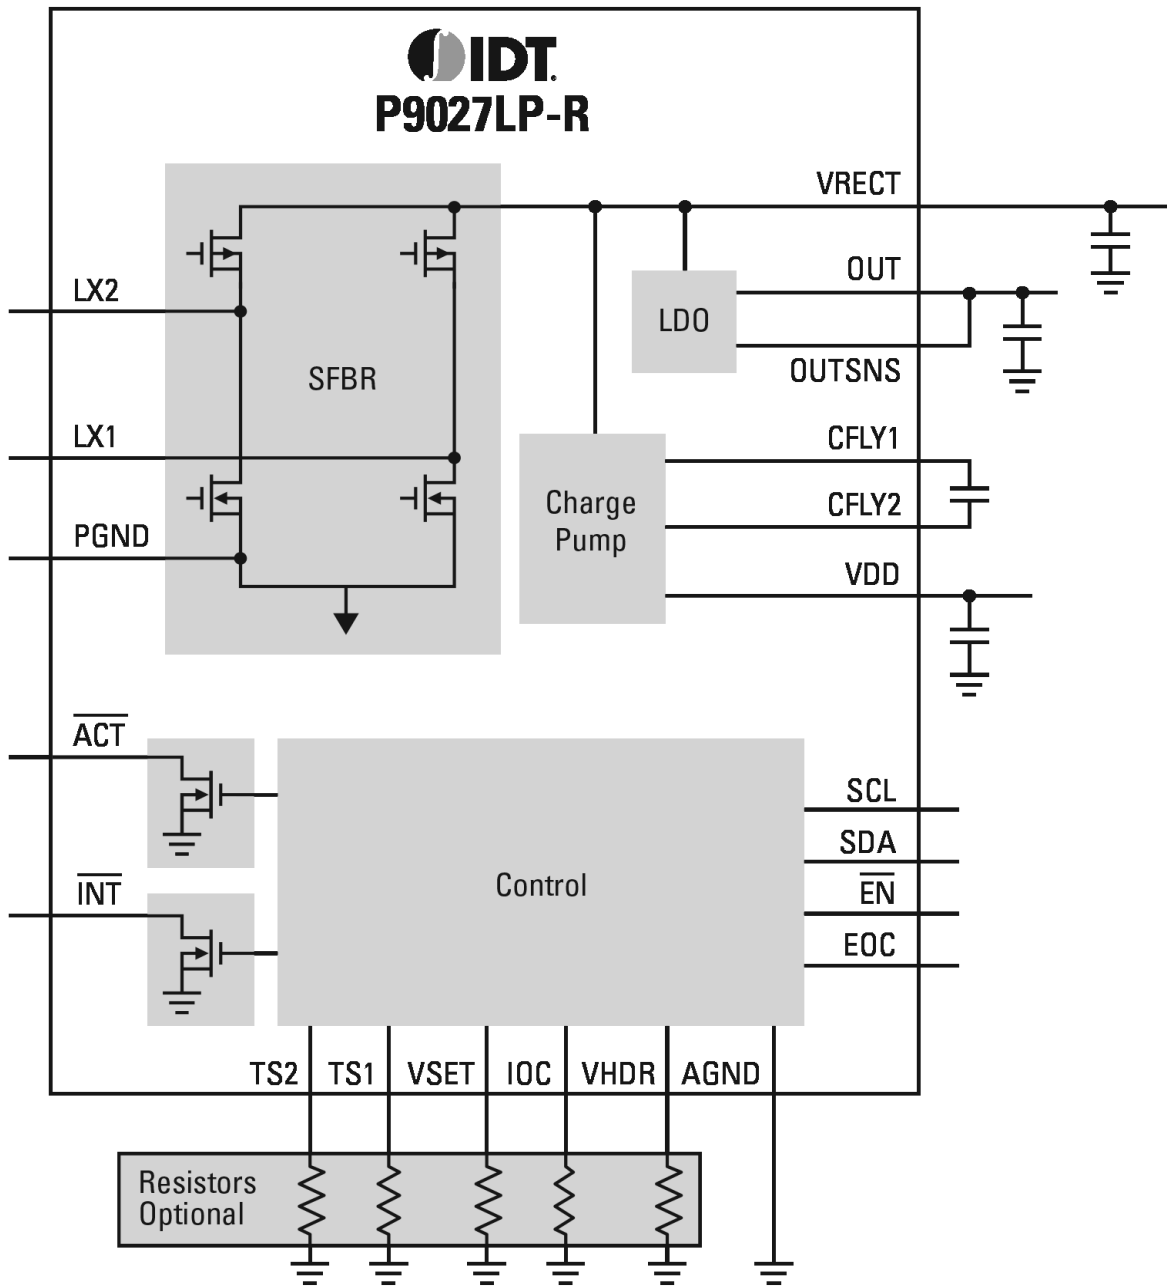 IDT.
P9027LP-R
VRECT
LX2
OUT
LDO
OUTSNS
SFBR
LX1
CFLY1
Charge
Pump
CFLY2
PGND
VDD
ACT
SCL
SDA
INT
Control
EN
EOC
TS2 TS1 VSET IOC VHDR AGND
Resistors
Optional